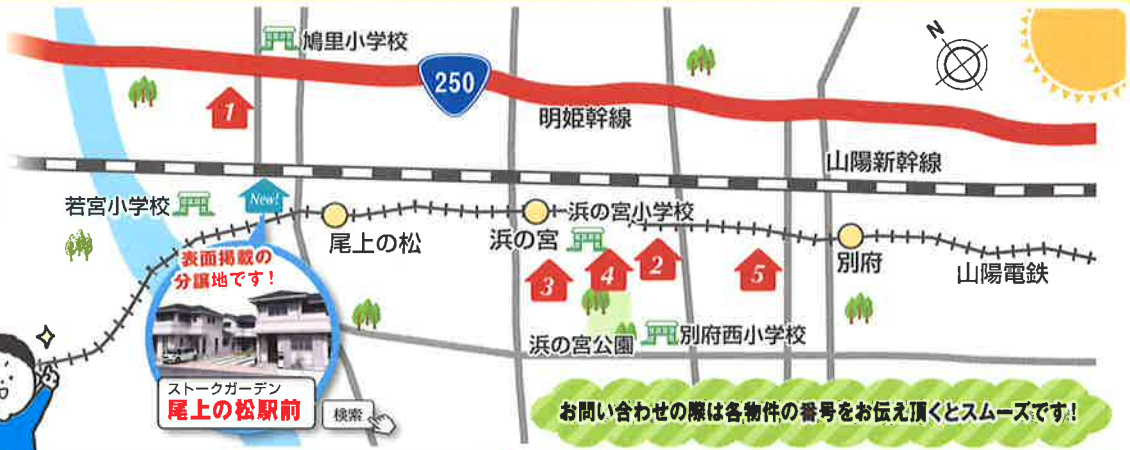 鳩里小学校
N
250
1
明姫幹線
山陽新幹線
若宮小学校
New!
尾上の松
浜の宮小学校
浜の宮
別府
山陽電鉄
表面掲載の
分譲地です!
3
4
2
5
浜の宮公園
別府西小学校
ストークガーデン
尾上の松駅前
検索
お問い合わせの際は各物件の番号をお伝え頂くとスムーズです!